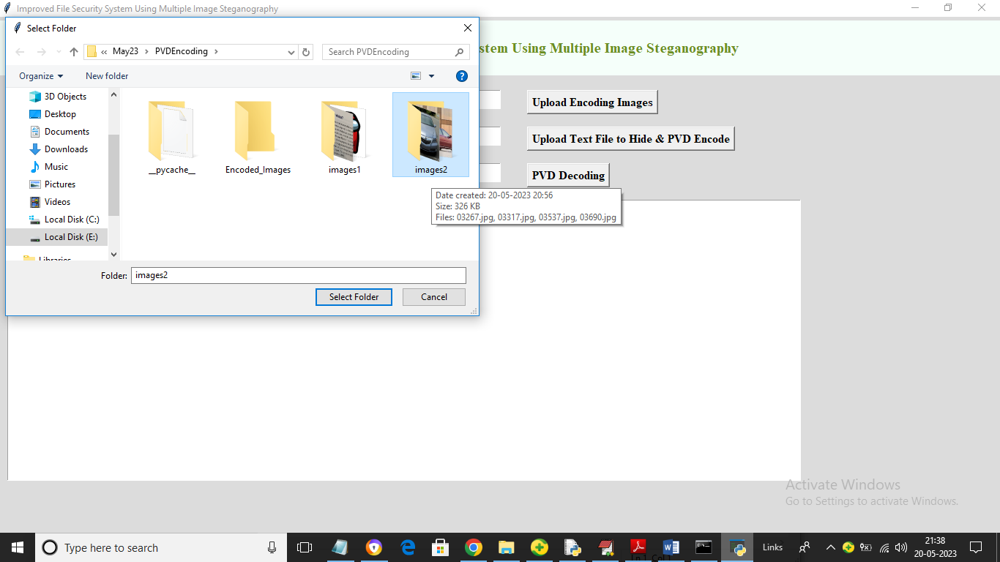 Improved File Security System Using Multiple Image Steganography
Select Folder
« May23 > PVDEncoding >
Search PVDEncoding
stem Using Multiple Image Steganography
Organize
New folder
3D Objects
Desktop
Documents
Downloads
Music
Pictures
Videos
Local Disk (C:)
Local Disk (E:)
Libraries
__pycache__
Encoded_Images
images1
images2
Upload Encoding Images
Upload Text File to Hide & PVD Encode
PVD Decoding
Date created: 20-05-2023 20:56
Size: 326 KB
Files: 03267.jpg, 03317.jpg, 03537.jpg, 03690.jpg
Folder: images2
Select Folder
Cancel
Activate Windows
Go to Settings to activate Windows.
Type here to search
Links
21:38
20-05-2023